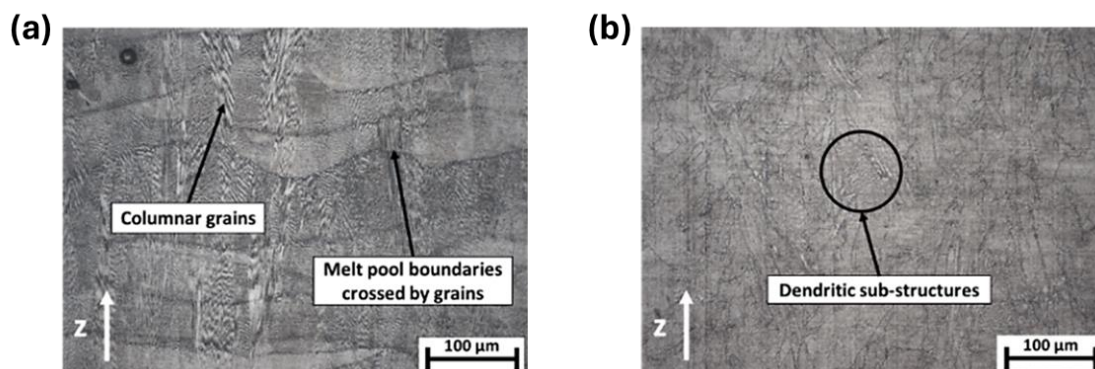 (a)
(b)
Columnar grains
Melt pool boundaries
crossed by grains
Z
100 µm
Dendritic sub-structures
Z
100 µm